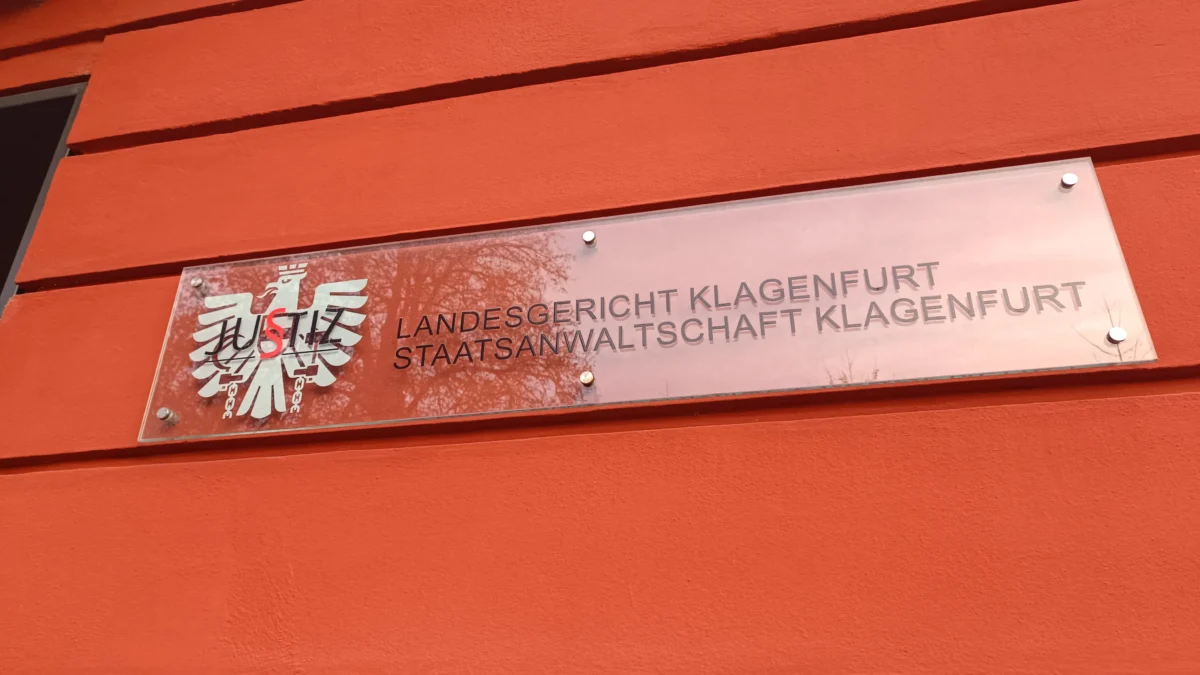 JUSTIZ
LANDESGERICHT KLAGENFURT
STAATSANWALTSCHAFT KLAGENFURT